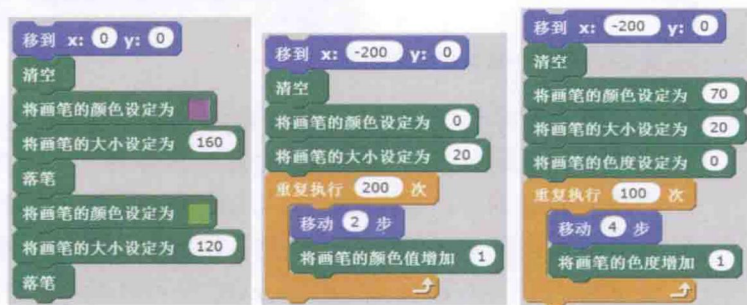 移到 x: 0 y: 0
清空
将画笔的颜色设定为
将画笔的大小设定为 160
落笔
将画笔的颜色设定为
将画笔的大小设定为 120
落笔
移到 x: -200 y: 0
清空
将画笔的颜色设定为 0
将画笔的大小设定为 20
重复执行 200 次
移动 2 步
将画笔的颜色值增加 1
移到 x: -200 y: 0
清空
将画笔的颜色设定为 70
将画笔的大小设定为 20
将画笔的色度设定为 0
重复执行 100 次
移动 4 步
将画笔的色度增加 1